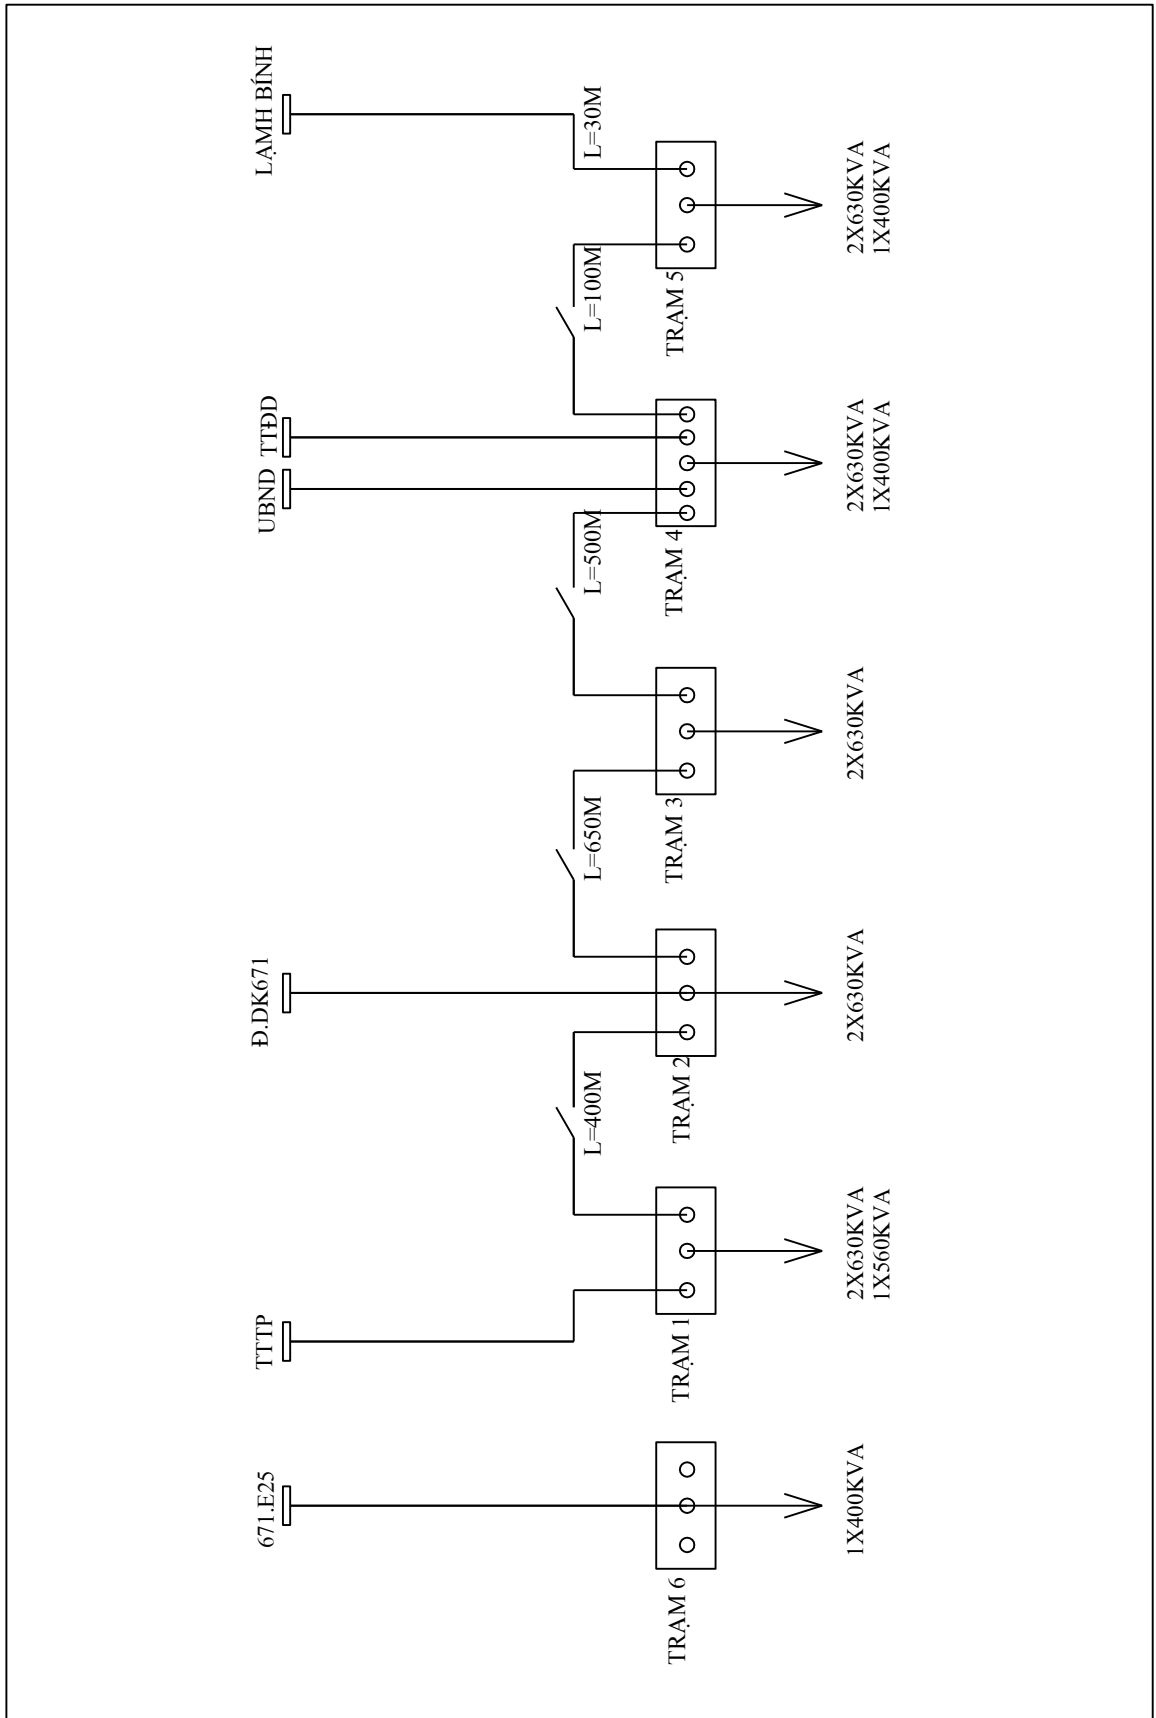 671.E25
TTTP
Đ.DK671
UBND
TTĐD
LẠMH BÍNH
L=400M
L=650M
L=500M
L=100M
L=30M
TRẠM 6
TRẠM 1
TRẠM 2
TRẠM 3
TRẠM 4
TRẠM 5
1X400KVA
2X630KVA
1X560KVA
2X630KVA
2X630KVA
2X630KVA
1X400KVA
2X630KVA
1X400KVA